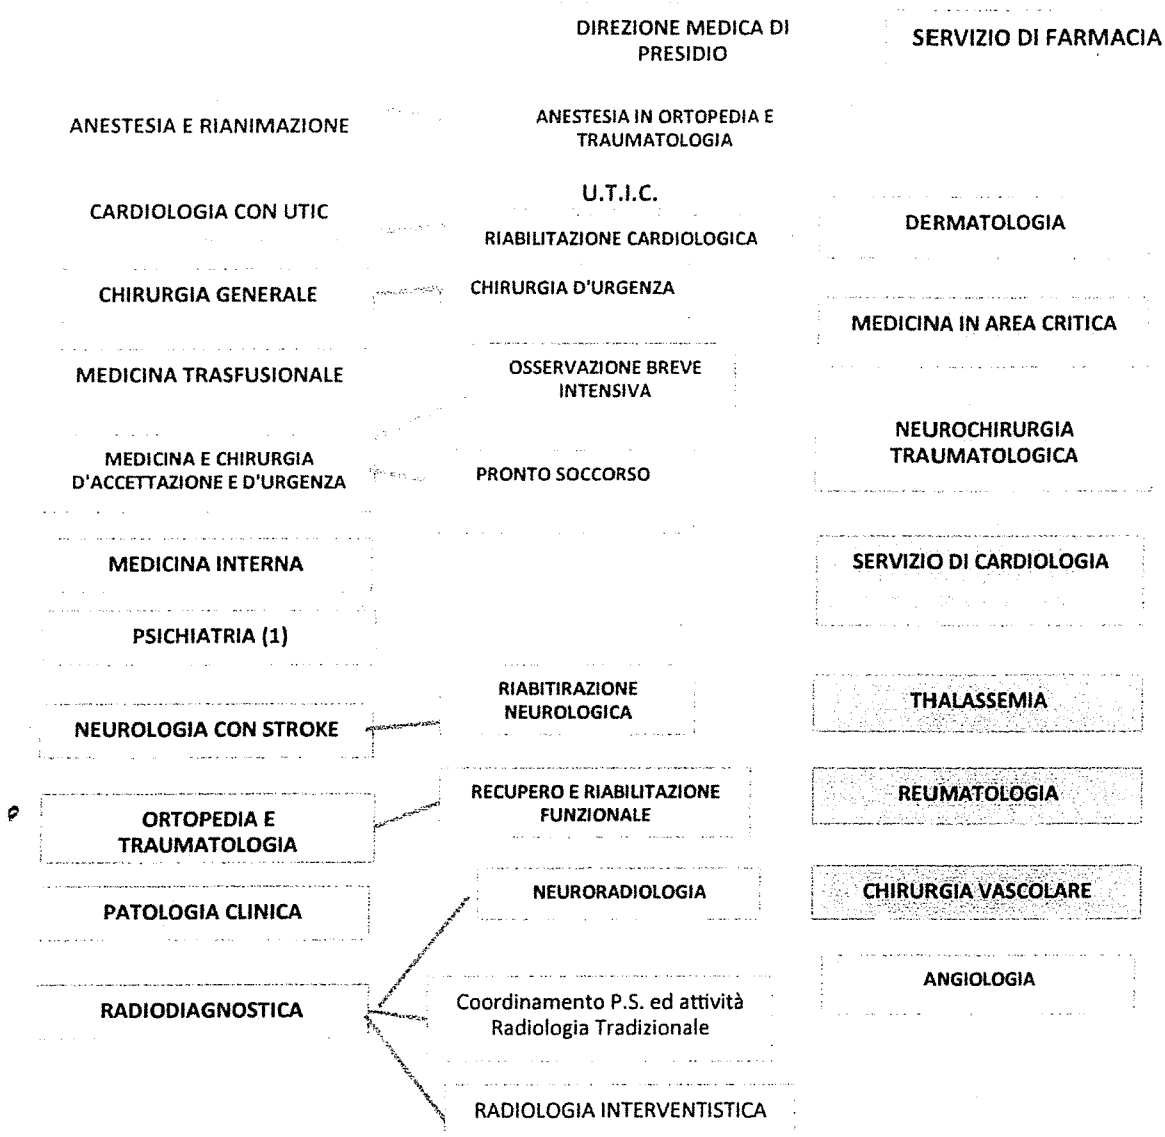 DIREZIONE MEDICA DI
PRESIDIO
SERVIZIO DI FARMACIA
ANESTESIA E RIANIMAZIONE
ANESTESIA IN ORTOPEDIA E
TRAUMATOLOGIA
CARDIOLOGIA CON UTIC
U.T.I.C.
RIABILITAZIONE CARDIOLOGICA
DERMATOLOGIA
CHIRURGIA GENERALE
CHIRURGIA D'URGENZA
MEDICINA IN AREA CRITICA
MEDICINA TRASFUSIONALE
OSSERVAZIONE BREVE
INTENSIVA
NEUROCHIRURGIA
TRAUMATOLOGICA
MEDICINA E CHIRURGIA
D'ACCETTAZIONE E D'URGENZA
PRONTO SOCCORSO
MEDICINA INTERNA
SERVIZIO DI CARDIOLOGIA
PSICHIATRIA (1)
NEUROLOGIA CON STROKE
RIABITIRAZIONE
NEUROLOGICA
THALASSEMIA
ORTOPEDIA E
TRAUMATOLOGIA
RECUPERO E RIABILITAZIONE
FUNZIONALE
REUMATOLOGIA
PATOLOGIA CLINICA
NEURORADIOLOGIA
CHIRURGIA VASCOLARE
RADIODIAGNOSTICA
Coordinamento P.S. ed attività
Radiologia Tradizionale
ANGIOLOGIA
RADIOLOGIA INTERVENTISTICA